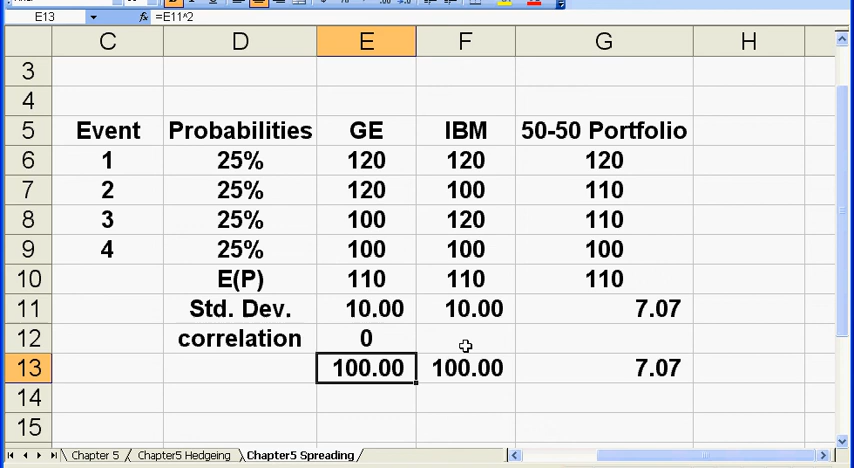 E13 =E11^2
C D E F G H
3
4
5 Event Probabilities GE IBM 50-50 Portfolio
6 1 25% 120 120 120
7 2 25% 120 100 110
8 3 25% 100 120 110
9 4 25% 100 100 100
10 E(P) 110 110 110
11 Std. Dev. 10.00 10.00 7.07
12 correlation 0
13 100.00 100.00 7.07
14
15
Chapter 5 Chapter5 Hedgeing Chapter5 Spreading